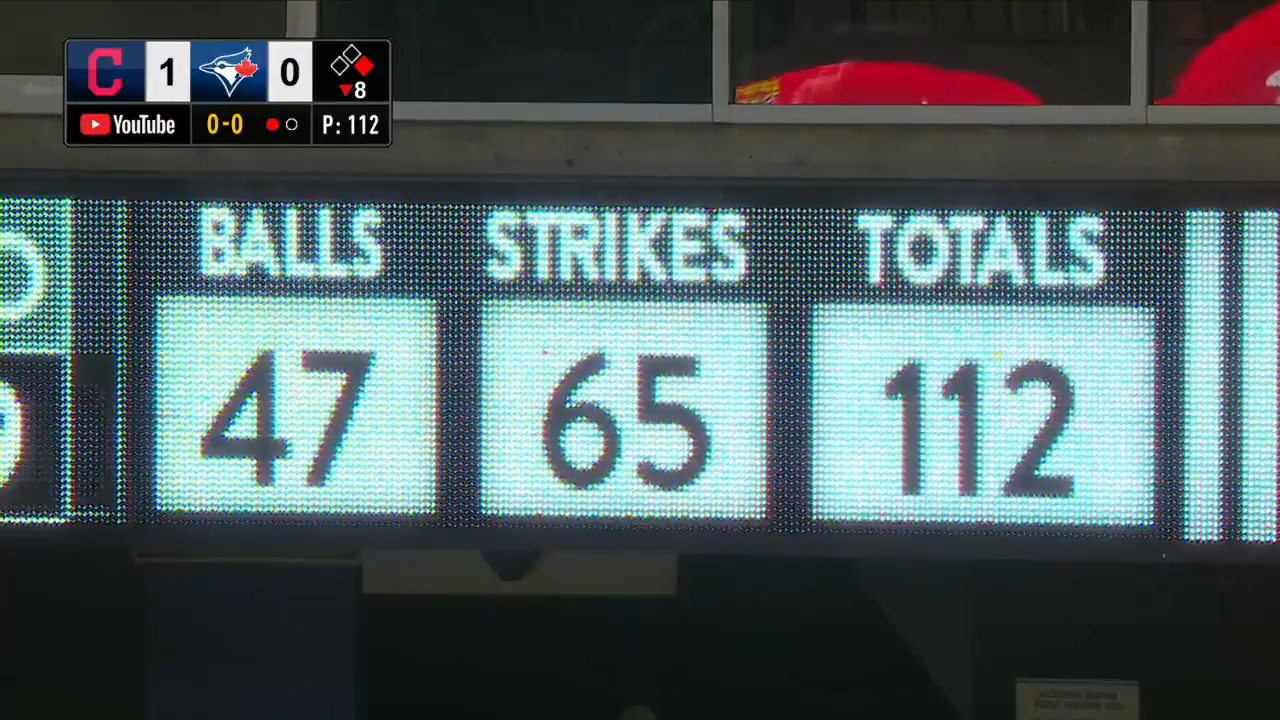 C 1 0
8
YouTube 0-0 P: 112
BALLS STRIKES TOTALS
47 65 112